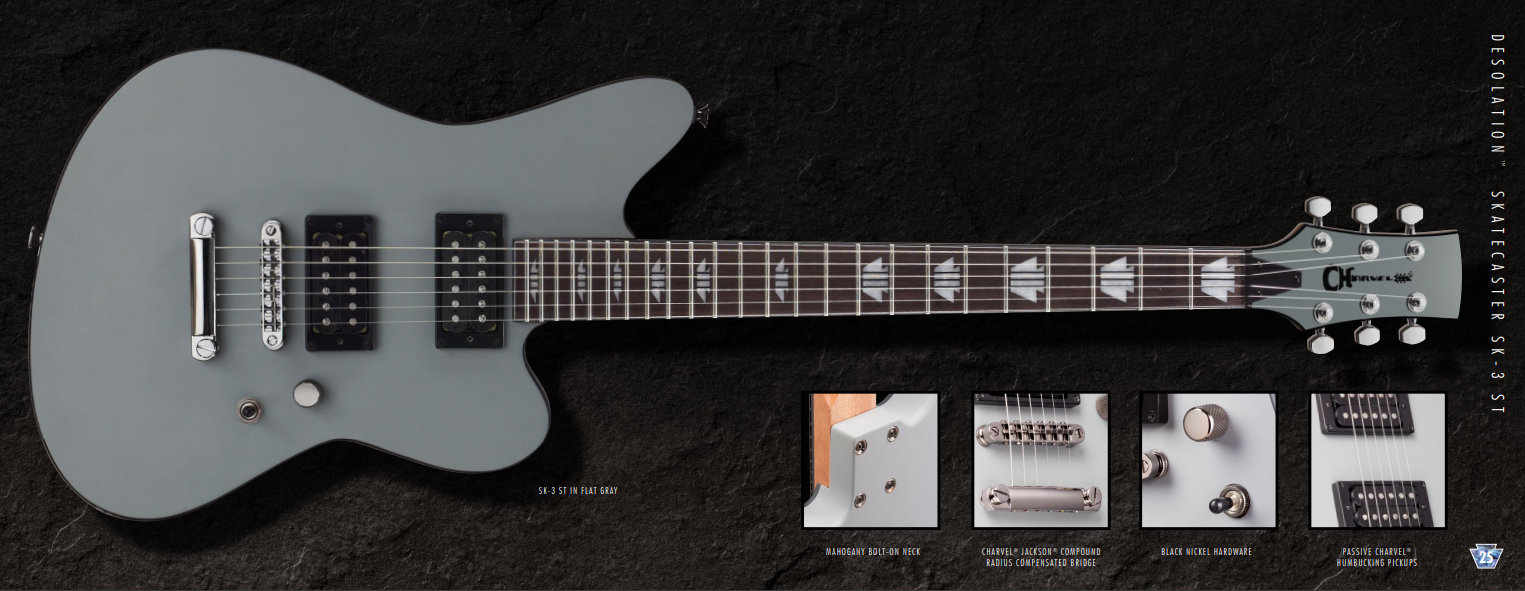 DESOLATION™ SKATECASTER SK-3 ST
CHARVEL
SK-3 ST IN FLAT GRAY
MAHOGANY BOLT-ON NECK
CHARVEL® JACKSON® COMPOUND
RADIUS COMPENSATED BRIDGE
BLACK NICKEL HARDWARE
PASSIVE CHARVEL®
HUMBUCKING PICKUPS
25